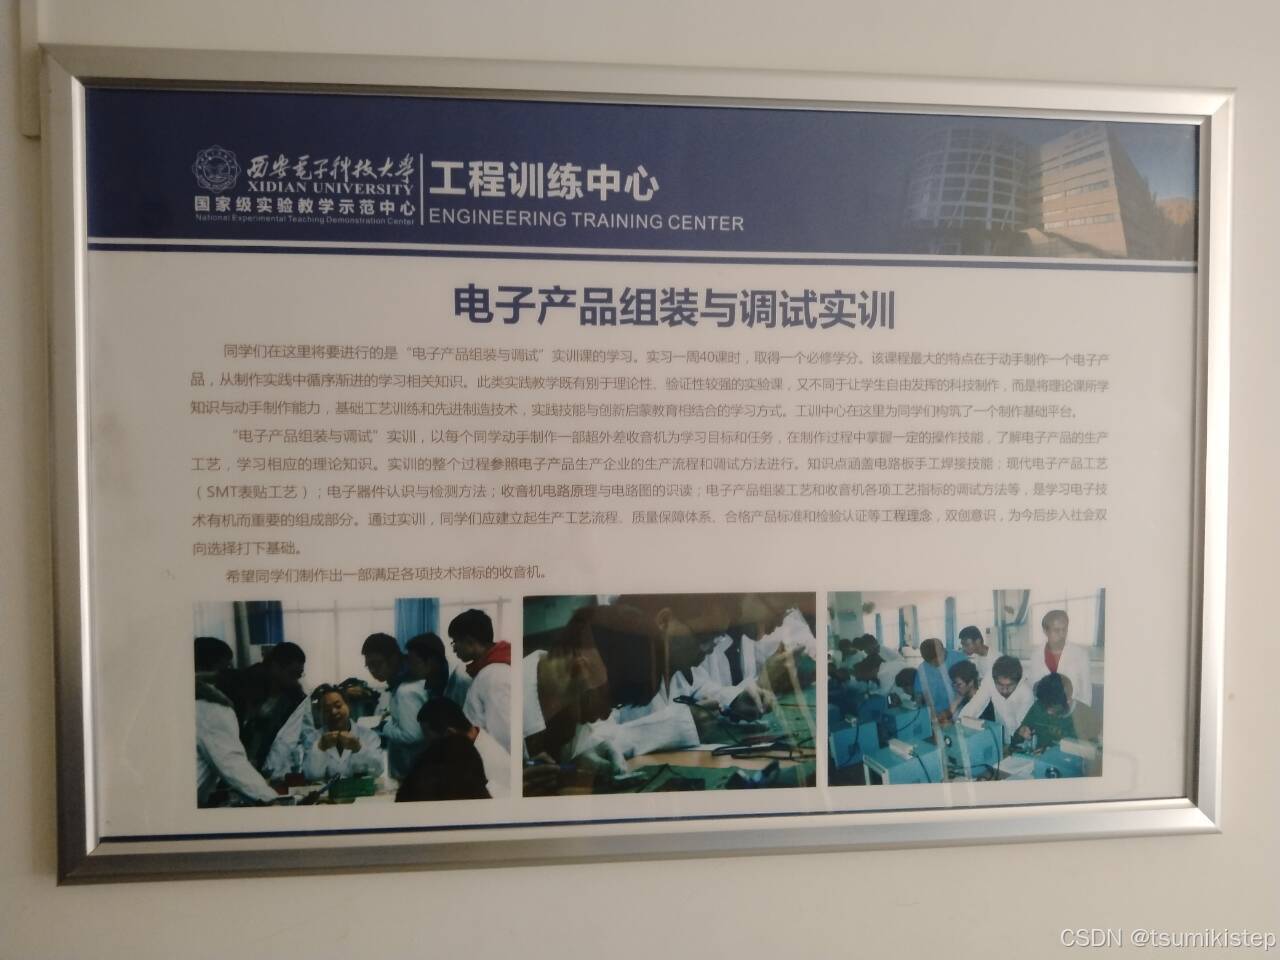 西安电子科技大学
XIDIAN UNIVERSITY
国家级实验教学示范中心
National Experimental Teaching Demonstration Center
工程训练中心
ENGINEERING TRAINING CENTER
电子产品组装与调试实训
同学们在这里将要进行的是“电子产品组装与调试”实训课的学习。实习一周40课时，取得一个必修学分。该课程最大的特点在于动手制作一个电子产
品，从制作实践中循序渐进的学习相关知识。此类实践教学既有别于理论性、验证性较强的实验课，又不同于让学生自由发挥的科技制作，而是将理论课所学
知识与动手制作能力，基础工艺训练和先进制造技术，实践技能与创新启蒙教育相结合的学习方式。工训中心在这里为同学们构筑了一个制作基础平台。
“电子产品组装与调试”实训，以每个同学动手制作一部超外差收音机为学习目标和任务，在制作过程中掌握一定的操作技能，了解电子产品的生产
工艺，学习相应的理论知识。实训的整个过程参照电子产品生产企业的生产流程和调试方法进行。知识点涵盖电路板手工焊接技能；现代电子产品工艺
（SMT表贴工艺）；电子器件认识与检测方法；收音机电路原理与电路图的识读；电子产品组装工艺和收音机各项工艺指标的调试方法等，是学习电子技
术有机而重要的组成部分。通过实训，同学们应建立起生产工艺流程、质量保障体系、合格产品标准和检验认证等工程理念，双创意识，为今后步入社会双
向选择打下基础。
希望同学们制作出一部满足各项技术指标的收音机。
CSDN @tsumikistep